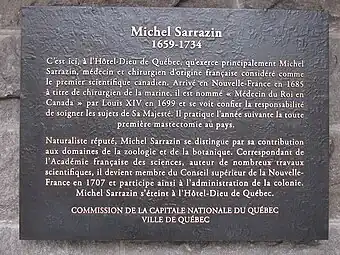 Michel Sarrazin
1659-1734
C'est ici, à l'Hôtel-Dieu de Québec, qu'exerce principalement Michel
Sarrazin, médecin et chirurgien d'origine française considéré comme
le premier scientifique canadien. Arrivé en Nouvelle-France en 1685
à titre de chirurgien de la marine, il est nommé « Médecin du Roi en
Canada » par Louis XIV en 1699 et se voit confier la responsabilité
de soigner les sujets de Sa Majesté. Il pratique l'année suivante la toute
première mastectomie au pays.
Naturaliste réputé, Michel Sarrazin se distingue par sa contribution
aux domaines de la zoologie et de la botanique. Correspondant de
l'Académie française des sciences, auteur de nombreux travaux
scientifiques, il devient membre du Conseil supérieur de la Nouvelle-
France en 1707 et participe ainsi à l'administration de la colonie.
Michel Sarrazin s'éteint à l'Hôtel-Dieu de Québec.
COMMISSION DE LA CAPITALE NATIONALE DU QUÉBEC
VILLE DE QUÉBEC